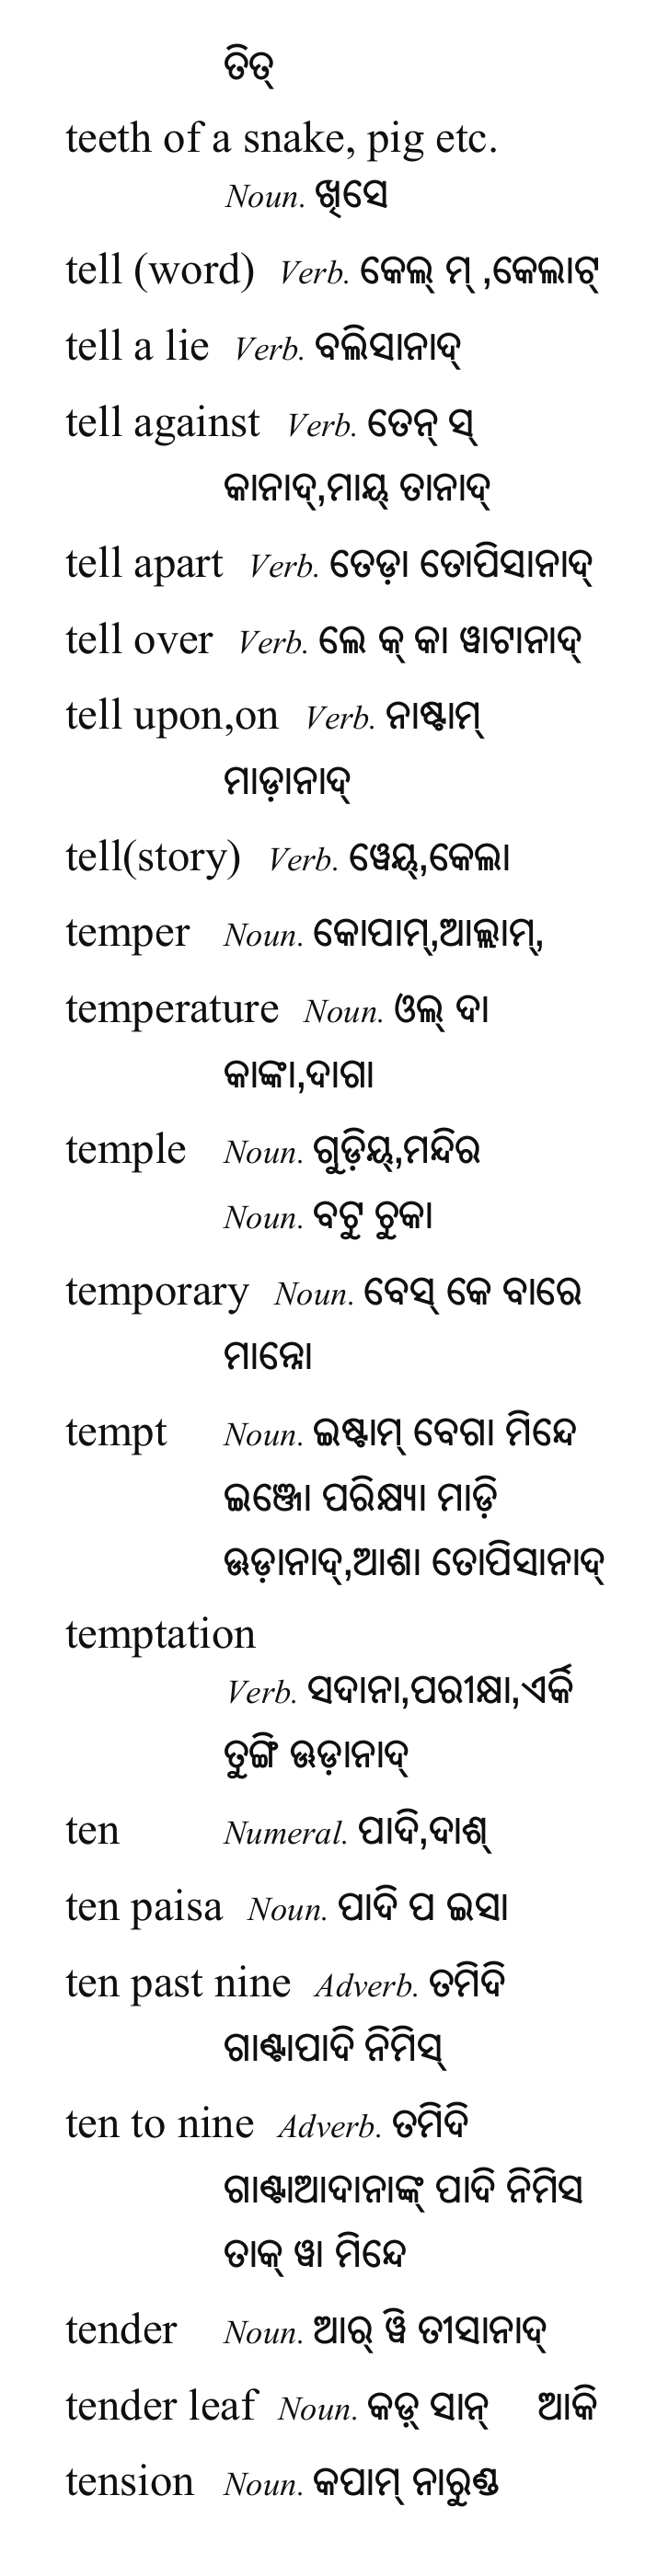 ତିତ୍
teeth of a snake, pig etc.
Noun. ଖିସେ
tell (word) Verb. କେଲ୍ ମ୍ ,କେଲାଟ୍
tell a lie Verb. ବଲିସାନାଦ୍
tell against Verb. ତେନ୍ ସ୍
କାନାଦ୍,ମାୟ୍ ତାନାଦ୍
tell apart Verb. ତେଡ଼ା ତୋପିସାନାଦ୍
tell over Verb. ଲେ କ୍ କା ୱାଟାନାଦ୍
tell upon,on Verb. ନାଷ୍ଟାମ୍
ମାଡ଼ାନାଦ୍
tell(story) Verb. ୱେୟ୍,କେଲା
temper Noun. କୋପାମ୍,ଆଲ୍ଲାମ୍,
temperature Noun. ଓଲ୍ ଦା
କାଙ୍କା,ଦାଗା
temple Noun. ଗୁଡ଼ିୟ୍,ମନ୍ଦିର
Noun. ବଟୁ ଚୁକା
temporary Noun. ବେସ୍ କେ ବାରେ
ମାନ୍ନୋ
tempt Noun. ଇଷ୍ଟାମ୍ ବେଗା ମିନ୍ଦେ
ଇଞ୍ଜୋ ପରିକ୍ଷ୍ୟା ମାଡ଼ି
ଊଡ଼ାନାଦ୍,ଆଶା ତୋପିସାନାଦ୍
temptation
Verb. ସଦାନା,ପରୀକ୍ଷା,ଏର୍କି
ତୁଙ୍ଗି ଊଡ଼ାନାଦ୍
ten Numeral. ପାଦି,ଦାଶ୍
ten paisa Noun. ପାଦି ପ ଇସା
ten past nine Adverb. ତମିଦି
ଗାଣ୍ଟାପାଦି ନିମିସ୍
ten to nine Adverb. ତମିଦି
ଗାଣ୍ଟାଆଦାନାଙ୍କ୍ ପାଦି ନିମିସ
ତାକ୍ ୱା ମିନ୍ଦେ
tender Noun. ଆର୍ ୱି ତୀସାନାଦ୍
tender leaf Noun. କଡ଼୍ ସାନ୍ ଆକି
tension Noun. କପାମ୍ ନାରୁଣ୍ଡ